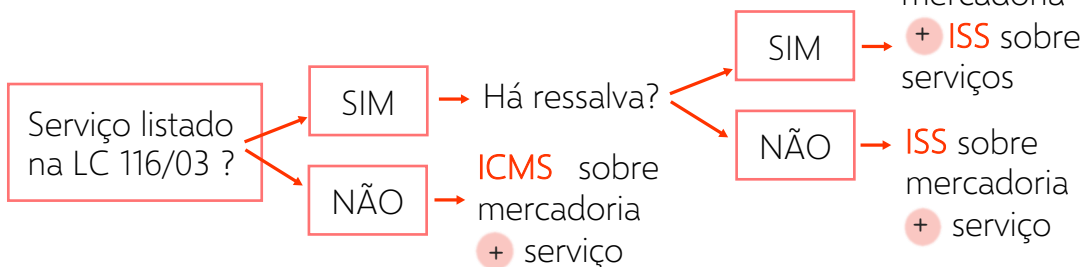 Serviço listado
na LC 116/03 ?
SIM
NÃO
Há ressalva?
ICMS sobre
mercadoria
+ serviço
SIM
NÃO
+ ISS sobre
serviços
ISS sobre
mercadoria
+ serviço